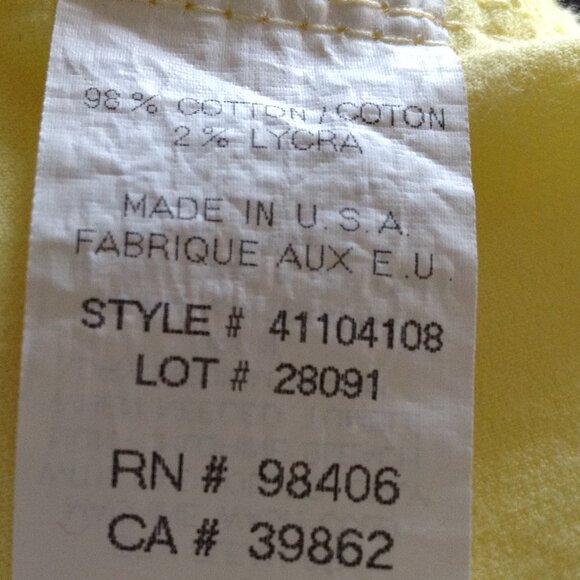 98% COTTON / COTON
2% LYCRA
MADE IN U.S.A.
FABRIQUE AUX E.U.
STYLE # 41104108
LOT # 28091
RN # 98406
CA # 39862